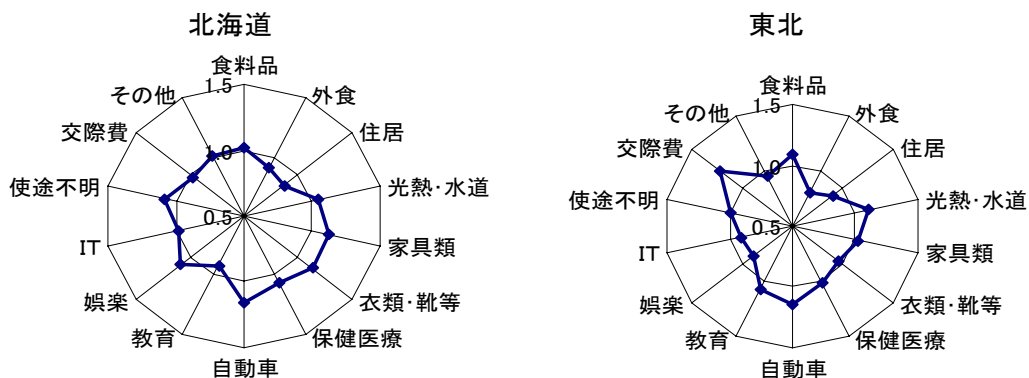 北海道
食料品
外食
住居
光熱・水道
家具類
衣類・靴等
保健医療
自動車
教育
娯楽
IT
使途不明
交際費
その他
1.5
1.0
0.5
東北
食料品
外食
住居
光熱・水道
家具類
衣類・靴等
保健医療
自動車
教育
娯楽
IT
使途不明
交際費
その他
1.5
1.0
0.5